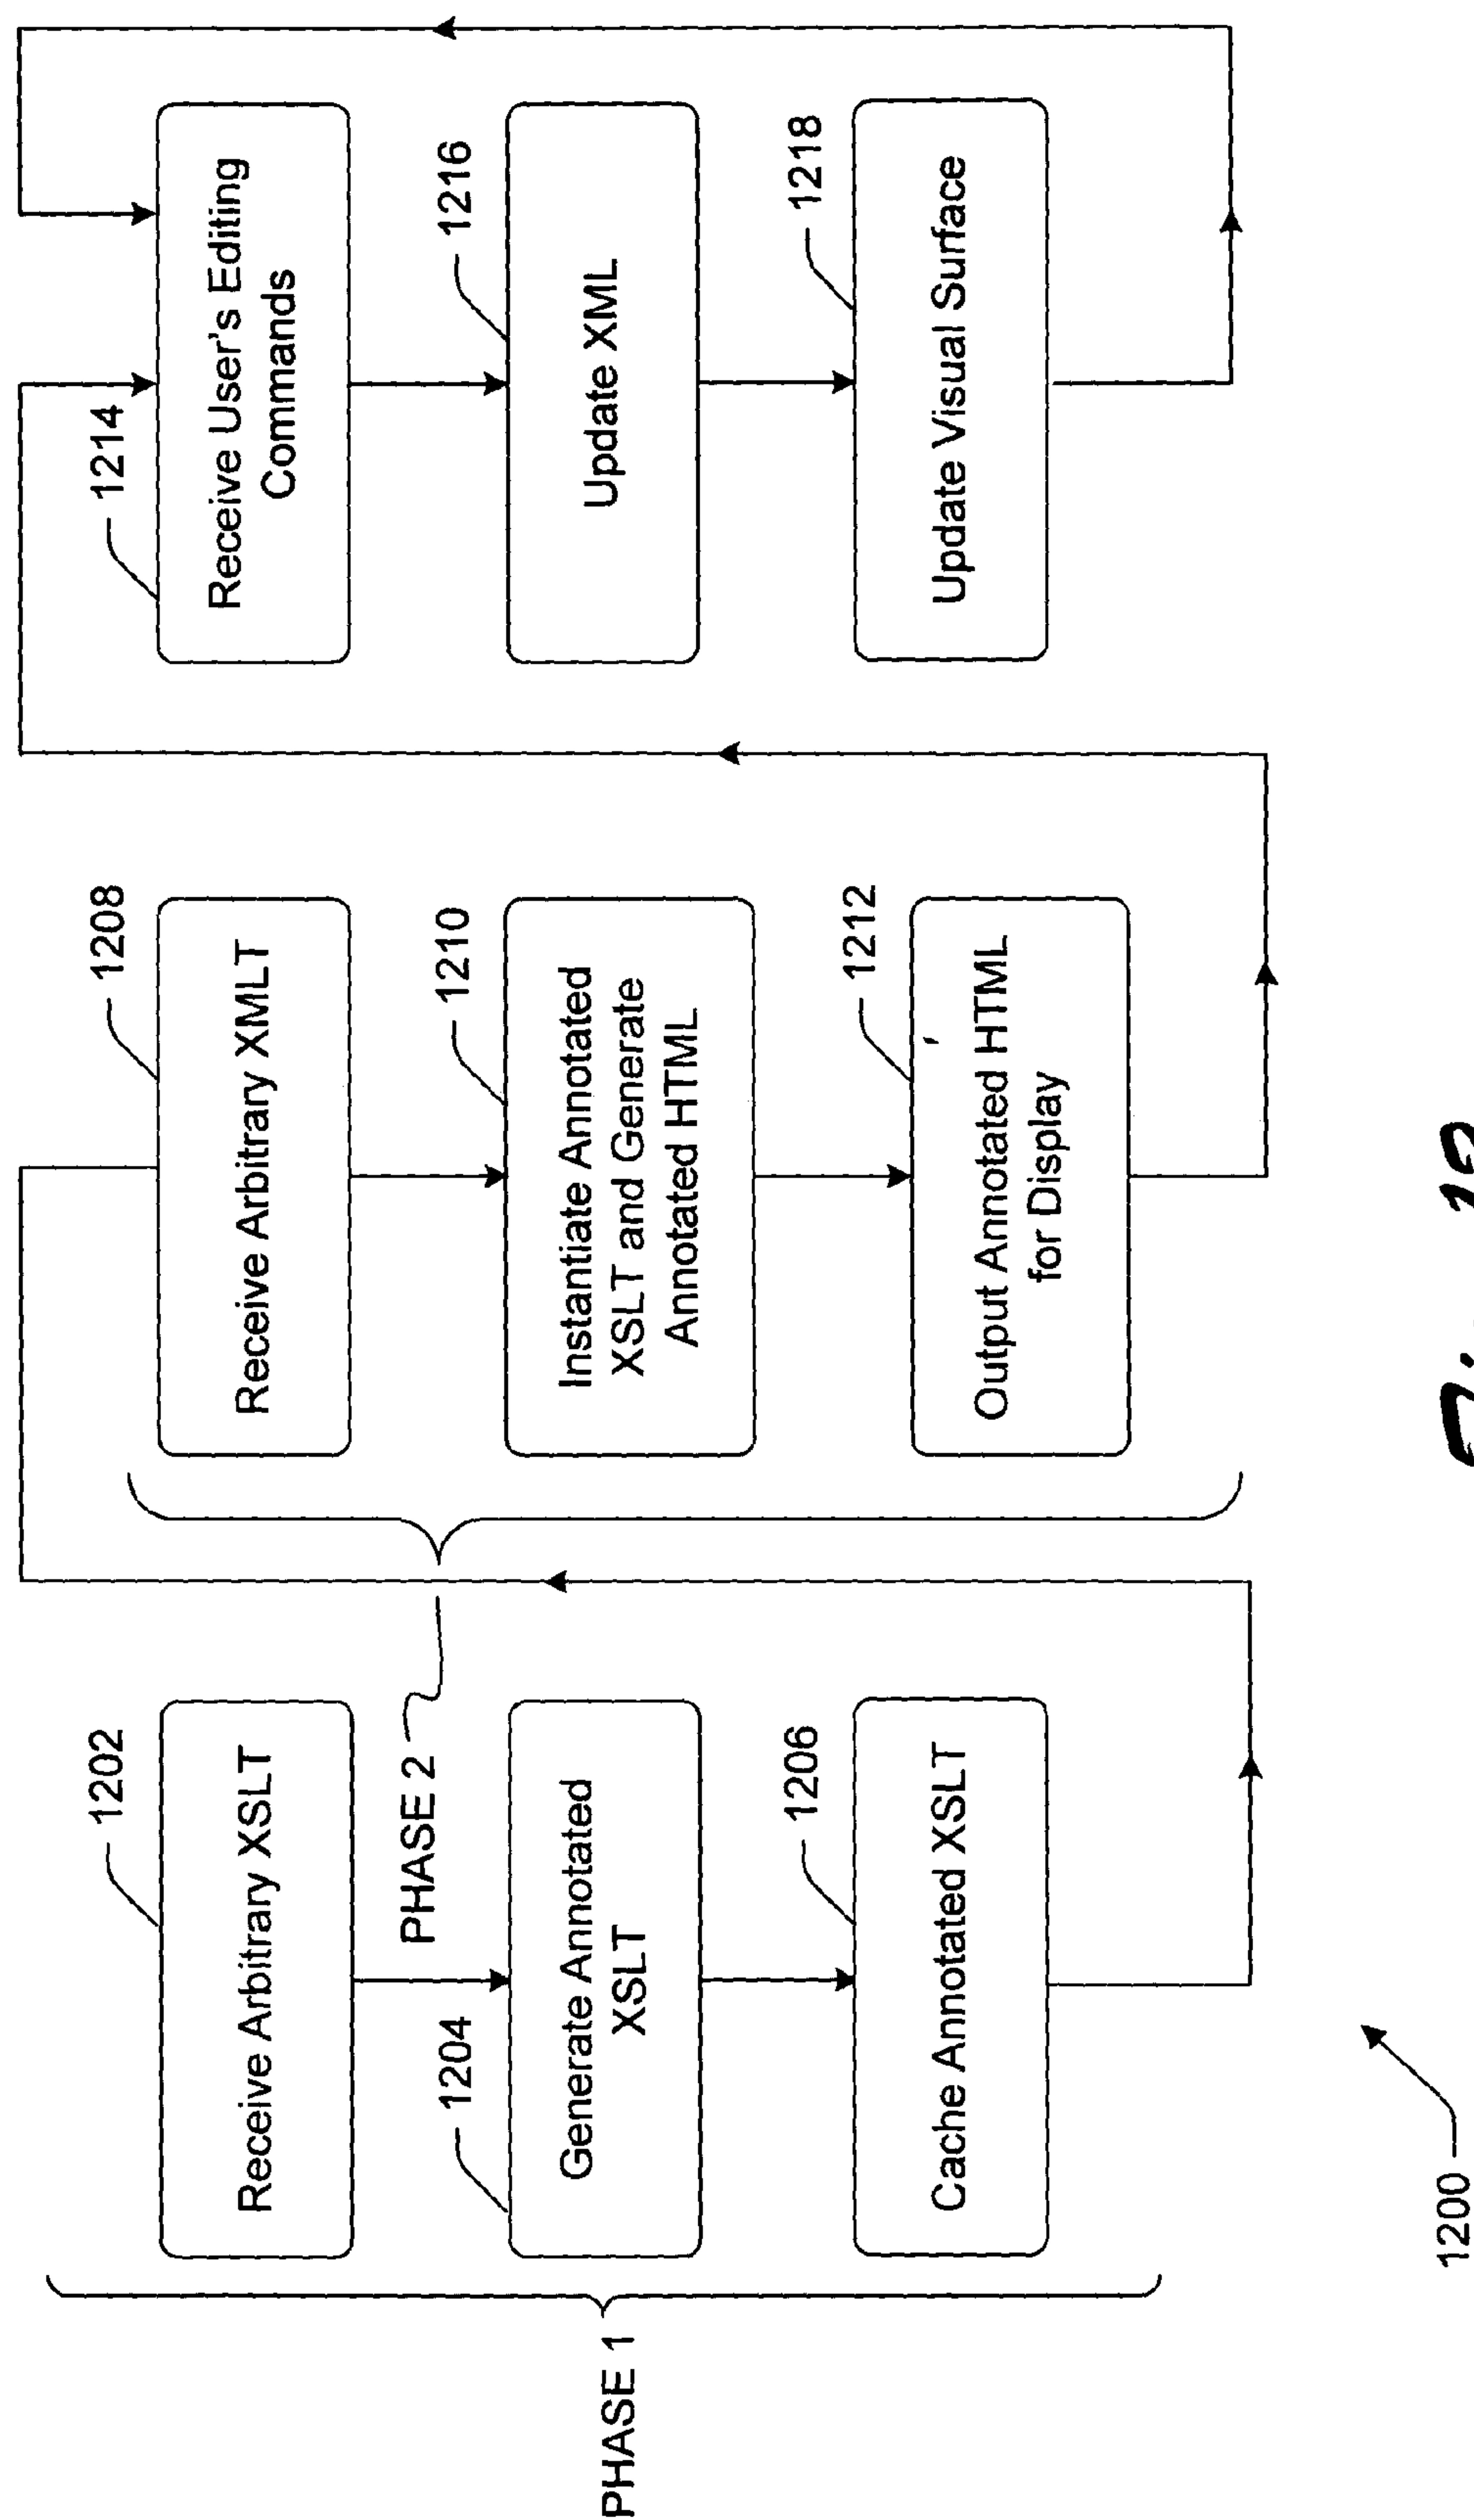 PHASE 1
1202
Receive Arbitrary XSLT
1204
Generate Annotated
XSLT
1206
Cache Annotated XSLT
PHASE 2
1208
Receive Arbitrary XMLT
1210
Instantiate Annotated
XSLT and Generate
Annotated HTML
1212
Output Annotated HTML
for Display
1214
Receive User's Editing
Commands
1216
Update XML
1218
Update Visual Surface
1200